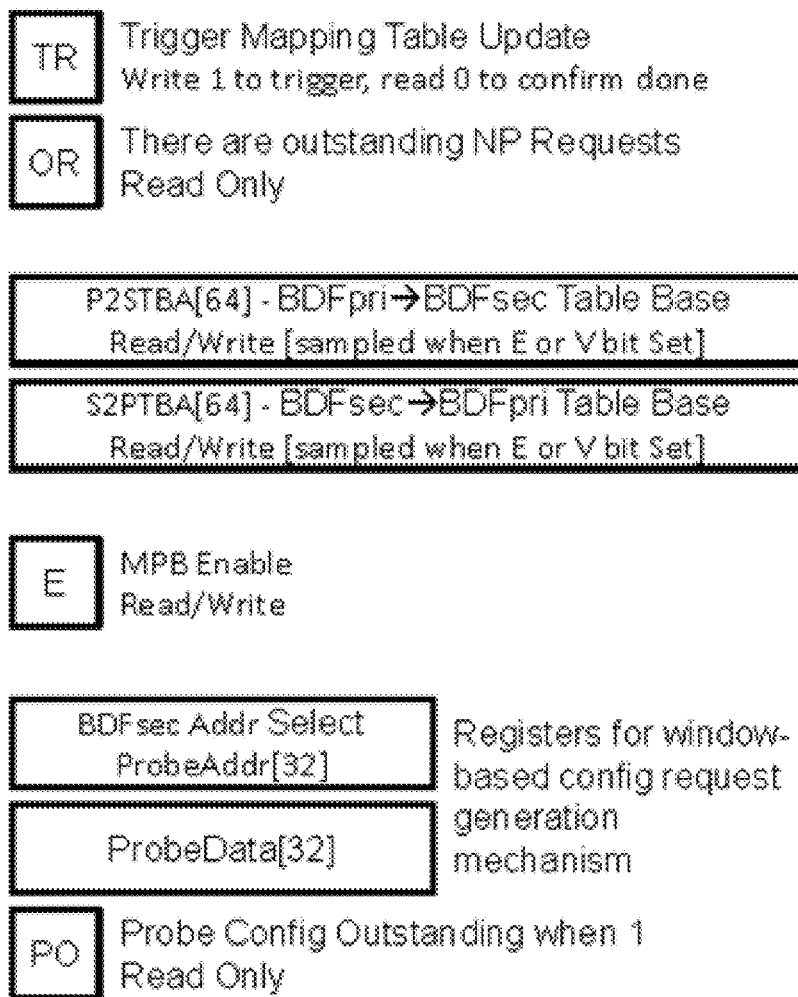 TR
Trigger Mapping Table Update
Write 1 to trigger, read 0 to confirm done
OR
There are outstanding NP Requests
Read Only
P2STBA[64] - BDFpri→BDFsec Table Base
Read/Write [sampled when E or V bit Set]
S2PTBA[64] - BDFsec→BDFpri Table Base
Read/Write [sampled when E or V bit Set]
E
MPB Enable
Read/Write
BDFsec Addr Select
ProbeAddr[32]
ProbeData[32]
Registers for window-
based config request
generation
mechanism
PO
Probe Config Outstanding when 1
Read Only